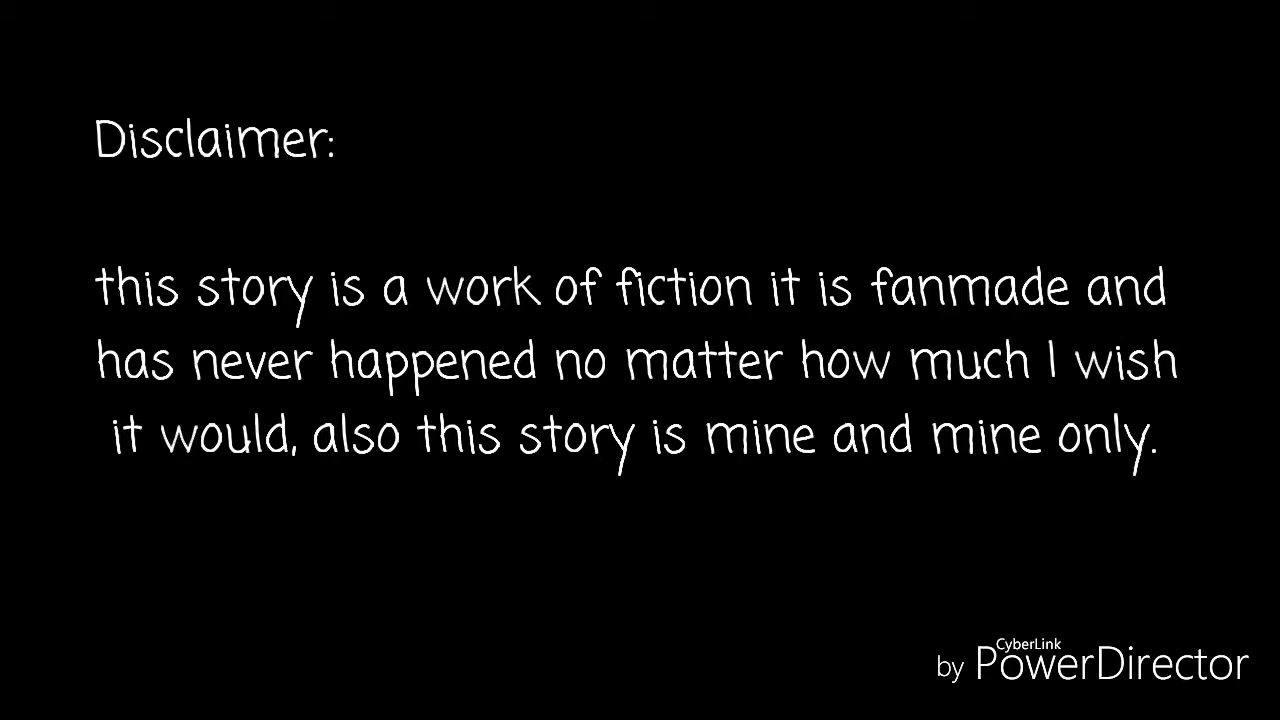 Disclaimer:
this story is a work of fiction it is fanmade and
has never happened no matter how much I wish
it would, also this story is mine and mine only.
CyberLink
by PowerDirector